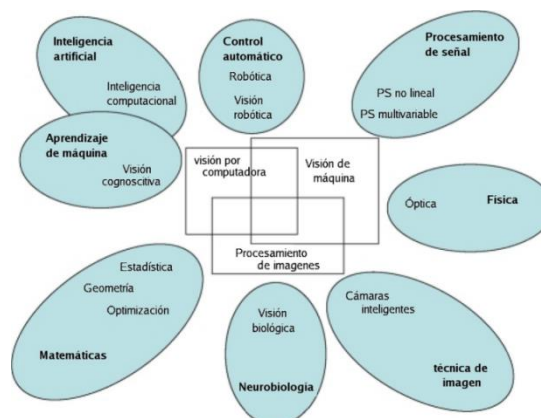 Inteligencia
artificial
Inteligencia
computacional
Control
automático
Robótica
Visión
robótica
Procesamiento
de señal
PS no lineal
PS multivariable
Aprendizaje
de máquina
Visión
cognoscitiva
visión por
computadora
Visión de
máquina
Procesamiento
de imagenes
Óptica
Fisica
Estadística
Geometría
Optimización
Matemáticas
Visión
biológica
Neurobiologia
Cámaras
inteligentes
técnica de
imagen